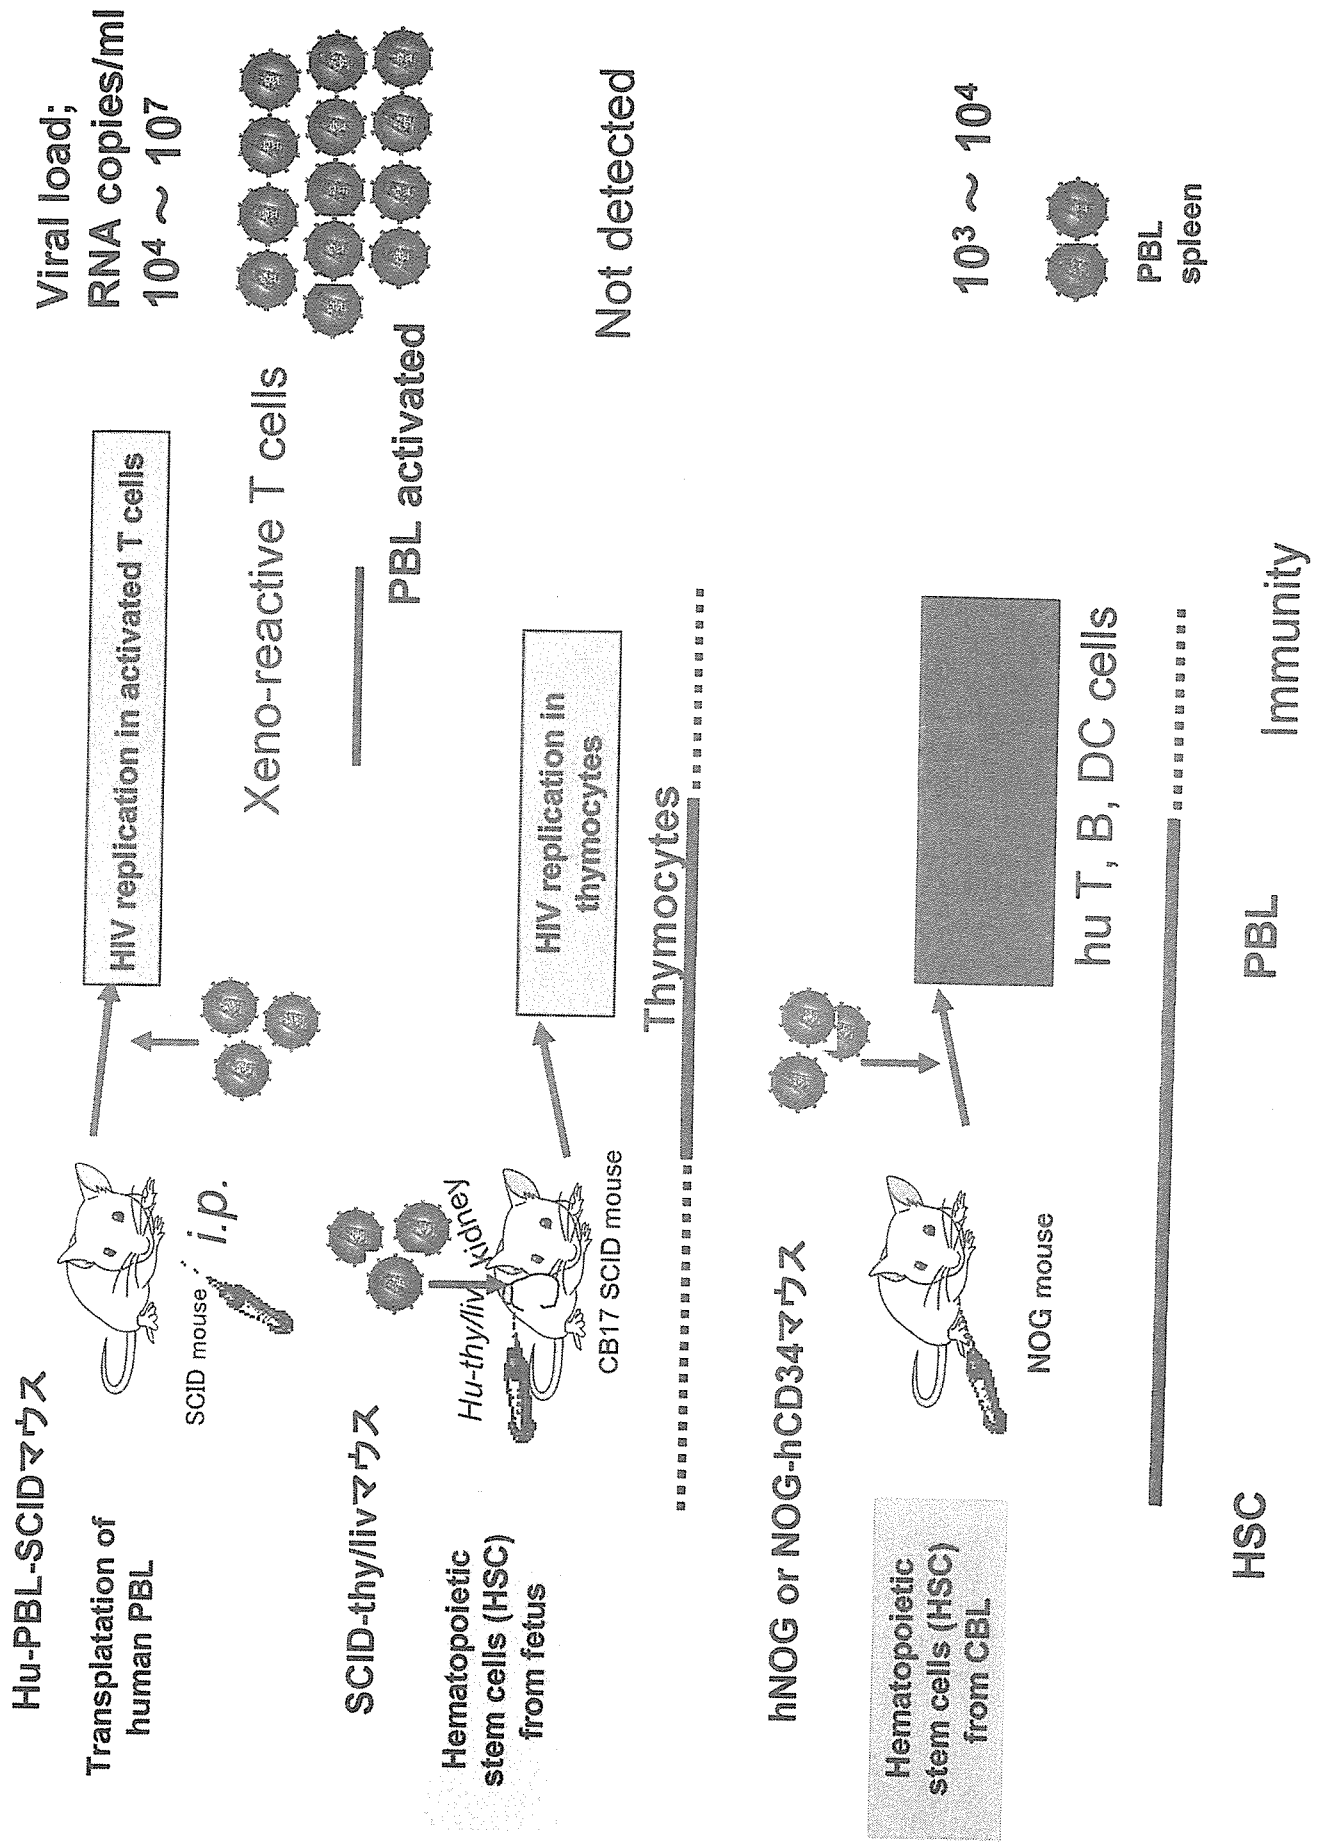 Hu-PBL-SCIDマウス
Transplatation of
human PBL
SCID mouse
i.p.
HIV replication in activated T cells
Xeno-reactive T cells
PBL activated
Viral load;
RNA copies/ml
10⁴ ～ 10⁷
SCID-thy/livマウス
Hematopoietic
stem cells (HSC)
from fetus
Hu-thy/liv kidney
CB17 SCID mouse
HIV replication in
thymocytes
Thymocytes
Not detected
hNOG or NOG-hCD34マウス
Hematopoietic
stem cells (HSC)
from CBL
NOG mouse
hu T, B, DC cells
10³ ～ 10⁴
PBL
spleen
HSC
PBL
Immunity